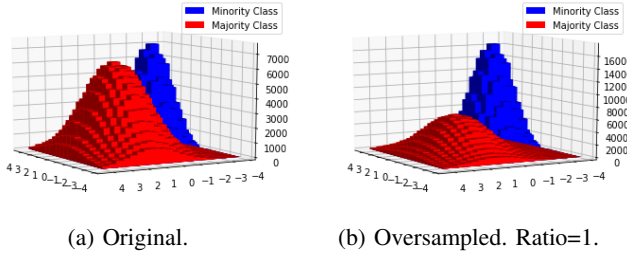 Minority Class
Majority Class
7000
6000
5000
4000
3000
2000
1000
0
4 3 2 1 0 −1 −2 −3 −4
4 3 2 1 0 −1 −2 −3 −4
(a) Original.
Minority Class
Majority Class
16000
14000
12000
10000
8000
6000
4000
2000
0
4 3 2 1 0 −1 −2 −3 −4
4 3 2 1 0 −1 −2 −3 −4
(b) Oversampled. Ratio=1.